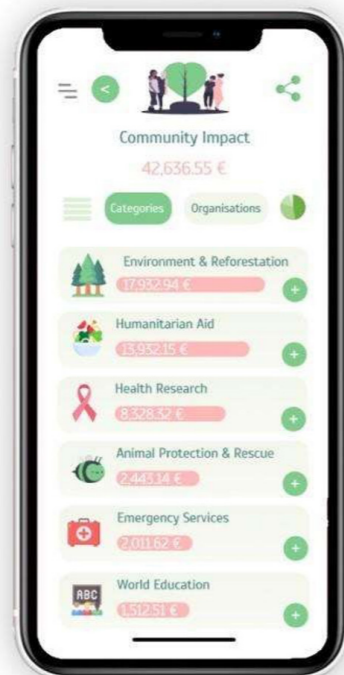 <
Community Impact
42,636.55 €
Categories
Organisations
Environment & Reforestation
17,932.94 €
+
Humanitarian Aid
13,932.15 €
+
Health Research
8,328.32 €
+
Animal Protection & Rescue
2,443.14 €
+
Emergency Services
2,011.62 €
+
ABC
World Education
1,512.51 €
+